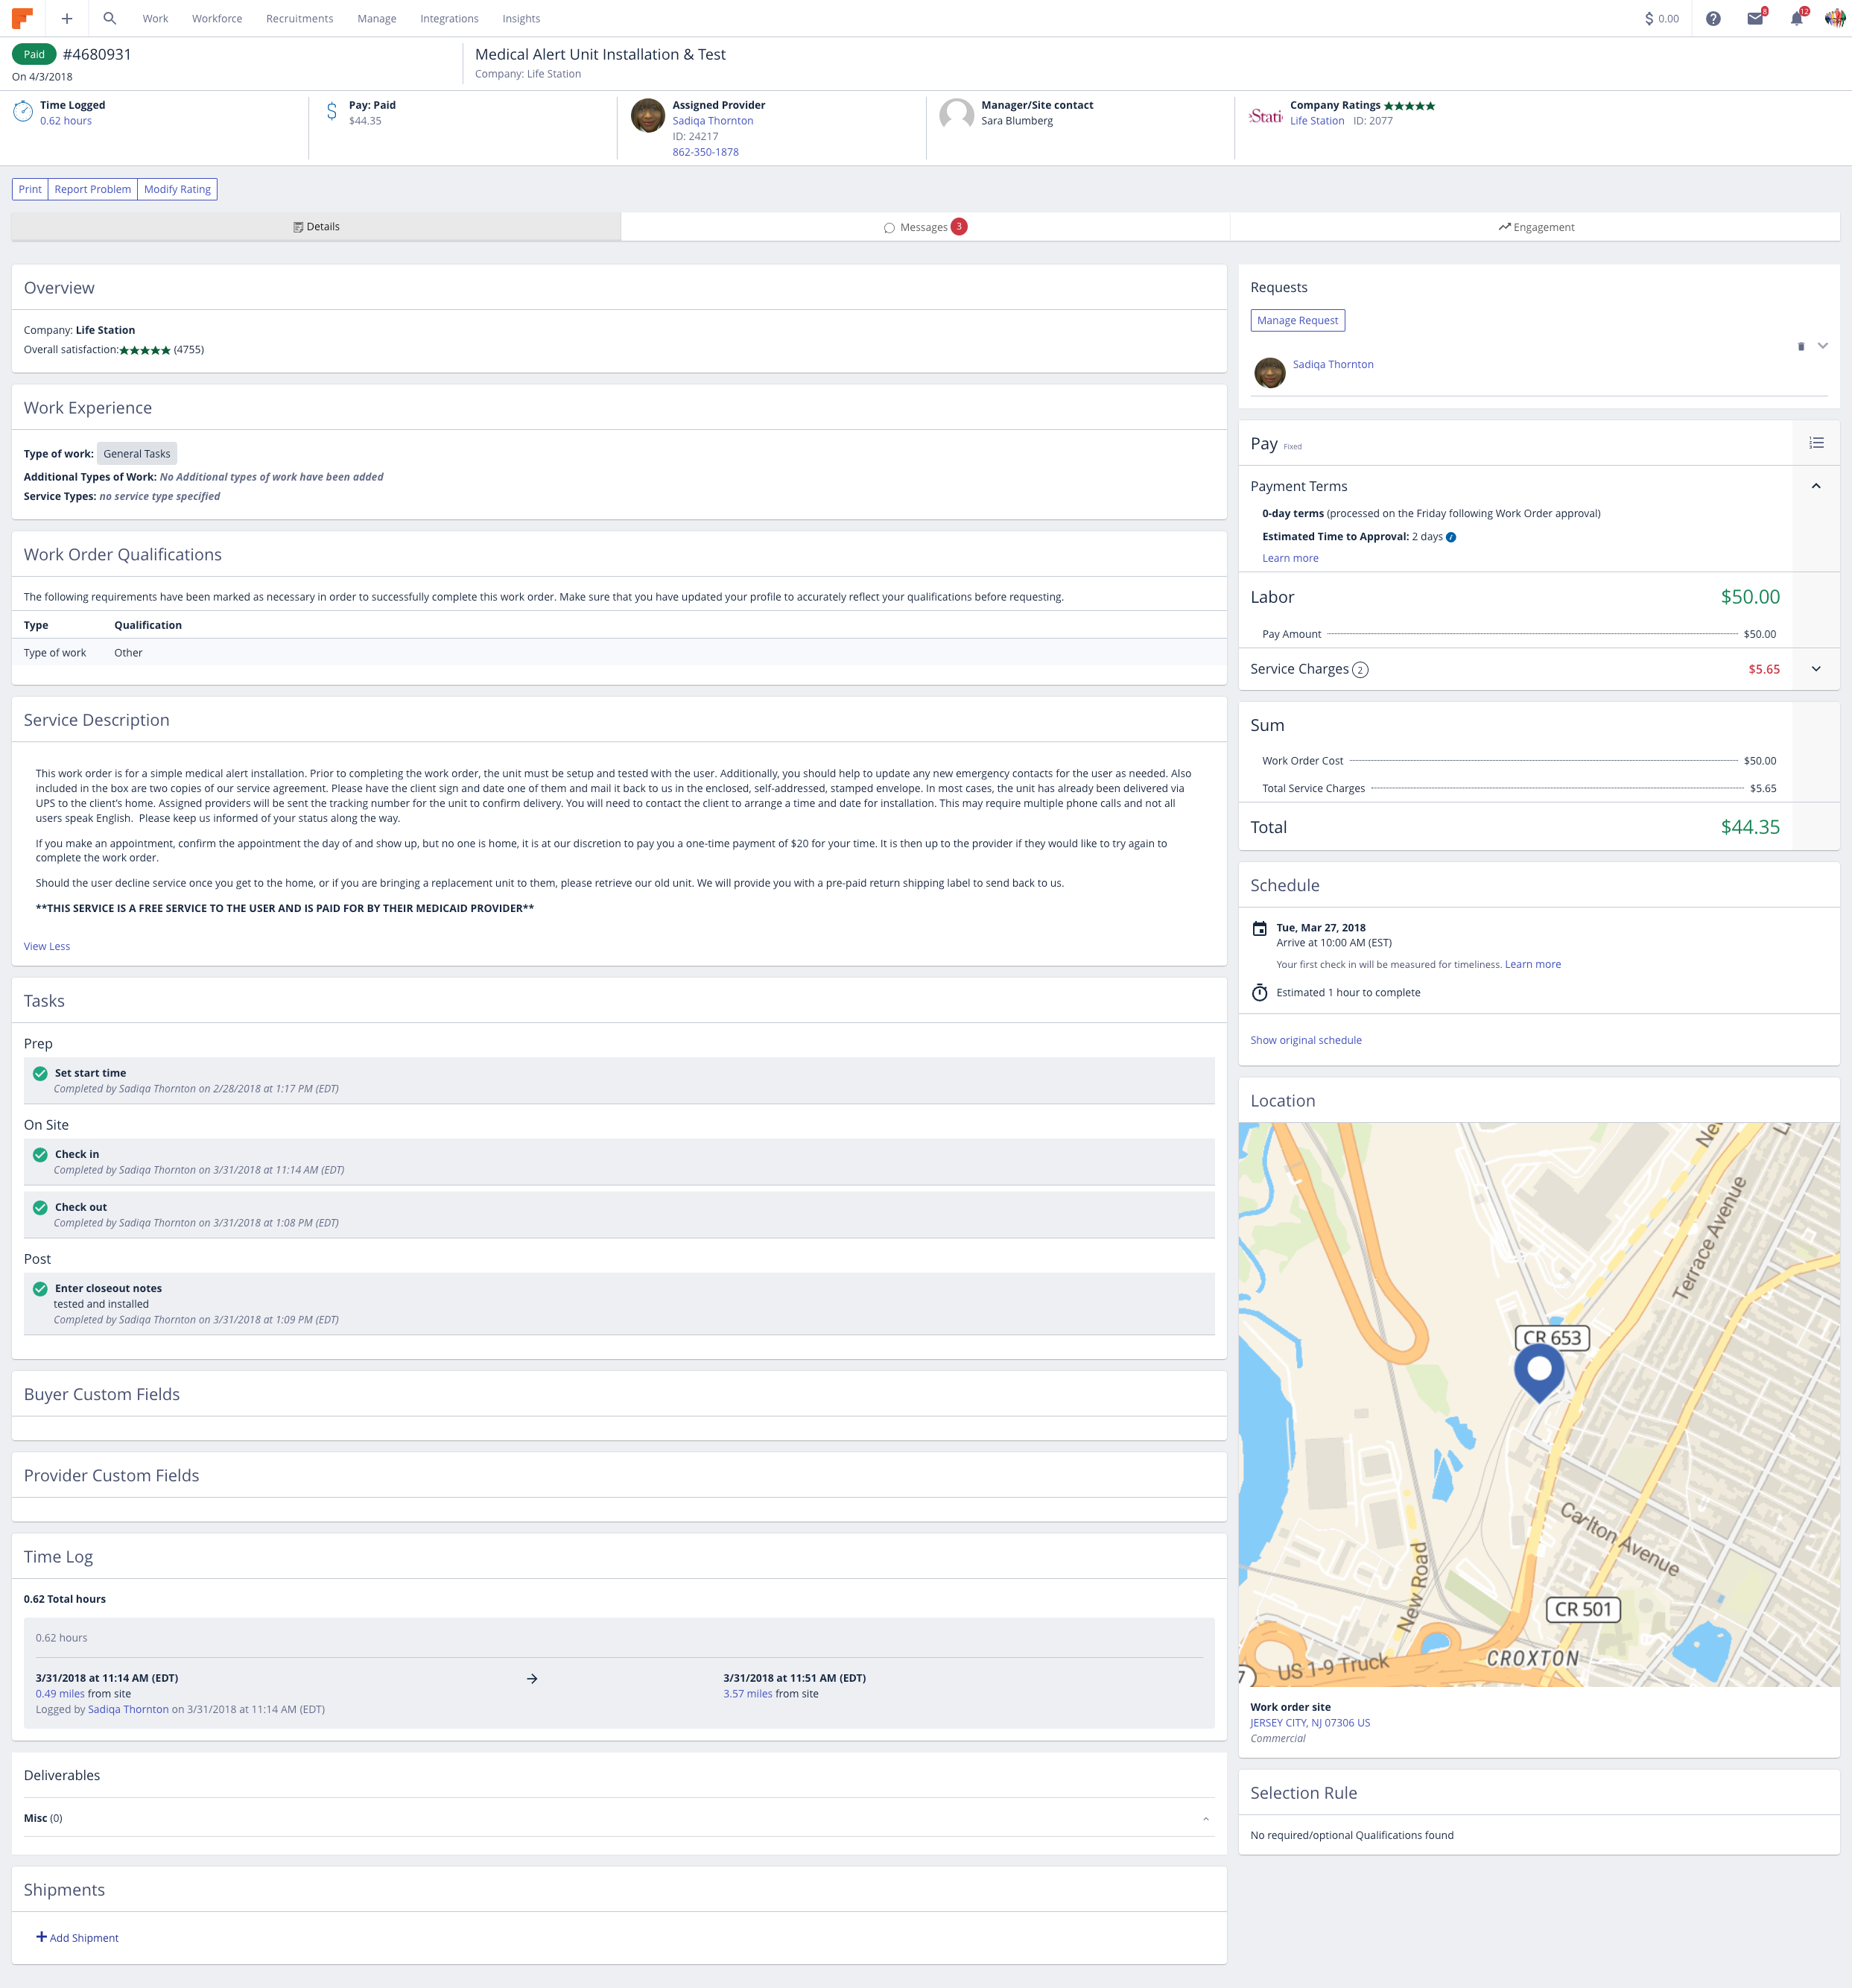 Work Workforce Recruitments Manage Integrations Insights $ 0.00 8 12
Paid #4680931
On 4/3/2018
Medical Alert Unit Installation & Test
Company: Life Station
Time Logged
0.62 hours
Pay: Paid
$44.35
Assigned Provider
Sadiqa Thornton
ID: 24217
862-350-1878
Manager/Site contact
Sara Blumberg
eStati
Company Ratings ★★★★★
Life Station ID: 2077
Print Report Problem Modify Rating
Details Messages 3 Engagement
Overview
Company: Life Station
Overall satisfaction:★★★★★ (4755)
Work Experience
Type of work: General Tasks
Additional Types of Work: No Additional types of work have been added
Service Types: no service type specified
Work Order Qualifications
The following requirements have been marked as necessary in order to successfully complete this work order. Make sure that you have updated your profile to accurately reflect your qualifications before requesting.
Type Qualification
Type of work Other
Service Description
This work order is for a simple medical alert installation. Prior to completing the work order, the unit must be setup and tested with the user. Additionally, you should help to update any new emergency contacts for the user as needed. Also
included in the box are two copies of our service agreement. Please have the client sign and date one of them and mail it back to us in the enclosed, self-addressed, stamped envelope. In most cases, the unit has already been delivered via
UPS to the client's home. Assigned providers will be sent the tracking number for the unit to confirm delivery. You will need to contact the client to arrange a time and date for installation. This may require multiple phone calls and not all
users speak English. Please keep us informed of your status along the way.
If you make an appointment, confirm the appointment the day of and show up, but no one is home, it is at our discretion to pay you a one-time payment of $20 for your time. It is then up to the provider if they would like to try again to
complete the work order.
Should the user decline service once you get to the home, or if you are bringing a replacement unit to them, please retrieve our old unit. We will provide you with a pre-paid return shipping label to send back to us.
**THIS SERVICE IS A FREE SERVICE TO THE USER AND IS PAID FOR BY THEIR MEDICAID PROVIDER**
View Less
Tasks
Prep
Set start time
Completed by Sadiqa Thornton on 2/28/2018 at 1:17 PM (EDT)
On Site
Check in
Completed by Sadiqa Thornton on 3/31/2018 at 11:14 AM (EDT)
Check out
Completed by Sadiqa Thornton on 3/31/2018 at 1:08 PM (EDT)
Post
Enter closeout notes
tested and installed
Completed by Sadiqa Thornton on 3/31/2018 at 1:09 PM (EDT)
Buyer Custom Fields
Provider Custom Fields
Time Log
0.62 Total hours
0.62 hours
3/31/2018 at 11:14 AM (EDT) → 3/31/2018 at 11:51 AM (EDT)
0.49 miles from site 3.57 miles from site
Logged by Sadiqa Thornton on 3/31/2018 at 11:14 AM (EDT)
Deliverables
Misc (0)
Shipments
+ Add Shipment
Requests
Manage Request
Sadiqa Thornton
Pay Fixed
Payment Terms
0-day terms (processed on the Friday following Work Order approval)
Estimated Time to Approval: 2 days
Learn more
Labor $50.00
Pay Amount $50.00
Service Charges 2 $5.65
Sum
Work Order Cost $50.00
Total Service Charges $5.65
Total $44.35
Schedule
Tue, Mar 27, 2018
Arrive at 10:00 AM (EST)
Your first check in will be measured for timeliness. Learn more
Estimated 1 hour to complete
Show original schedule
Location
Terrace Avenue
CR 653
Carlton Avenue
New Road
CR 501
CROXTON
US 1-9 Truck
7
Work order site
JERSEY CITY, NJ 07306 US
Commercial
Selection Rule
No required/optional Qualifications found